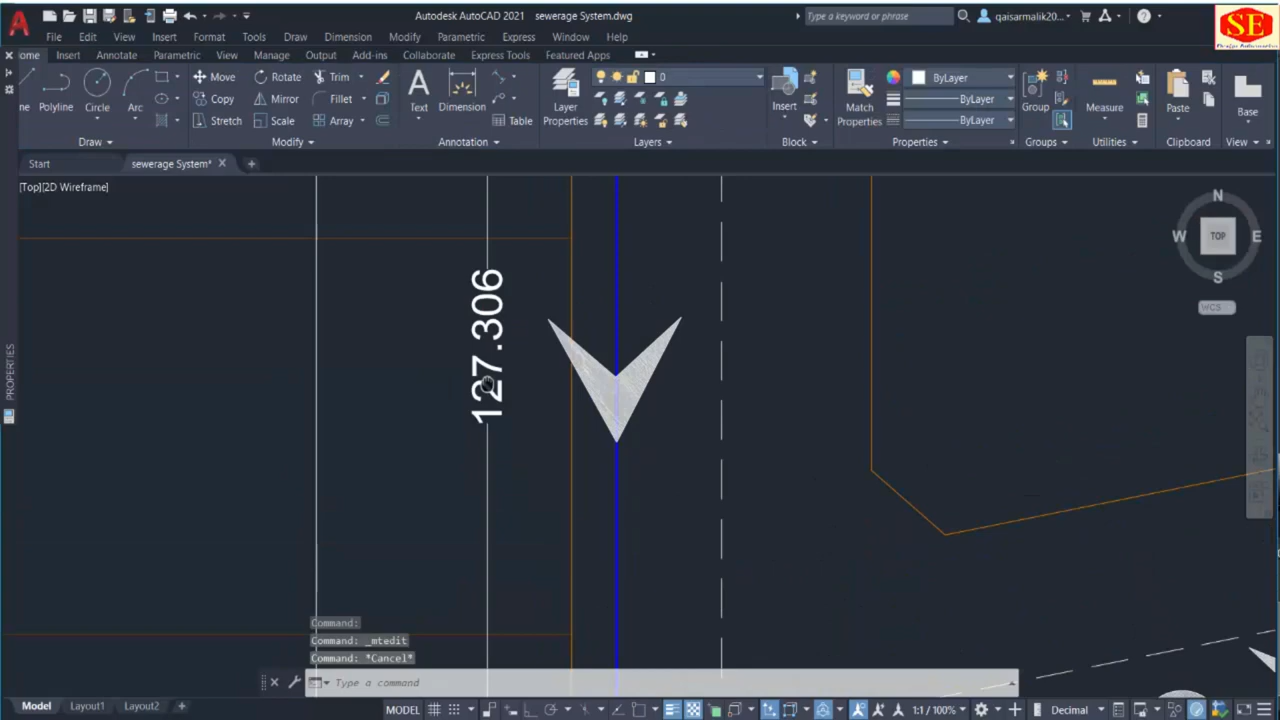 Autodesk AutoCAD 2021 sewerage System.dwg
Type a keyword or phrase
qaisarmalik20...
SE
File Edit View Insert Format Tools Draw Dimension Modify Parametric Express Window Help
ome Insert Annotate Parametric View Manage Output Add-ins Collaborate Express Tools Featured Apps
ne Polyline Circle Arc
Move Rotate Trim
Copy Mirror Fillet
Stretch Scale Array
Text Dimension Table
Layer Properties
0
Insert
Match Properties
ByLayer
ByLayer
ByLayer
Group
Measure
Paste
Base
Draw Modify Annotation Layers Block Properties Groups Utilities Clipboard View
Start sewerage System*
[Top][2D Wireframe]
N
W TOP E
S
WCS
127.306
PROPERTIES
Command:
Command: _mtedit
Command: *Cancel*
Type a command
Model Layout1 Layout2
MODEL 1:1 / 100% Decimal